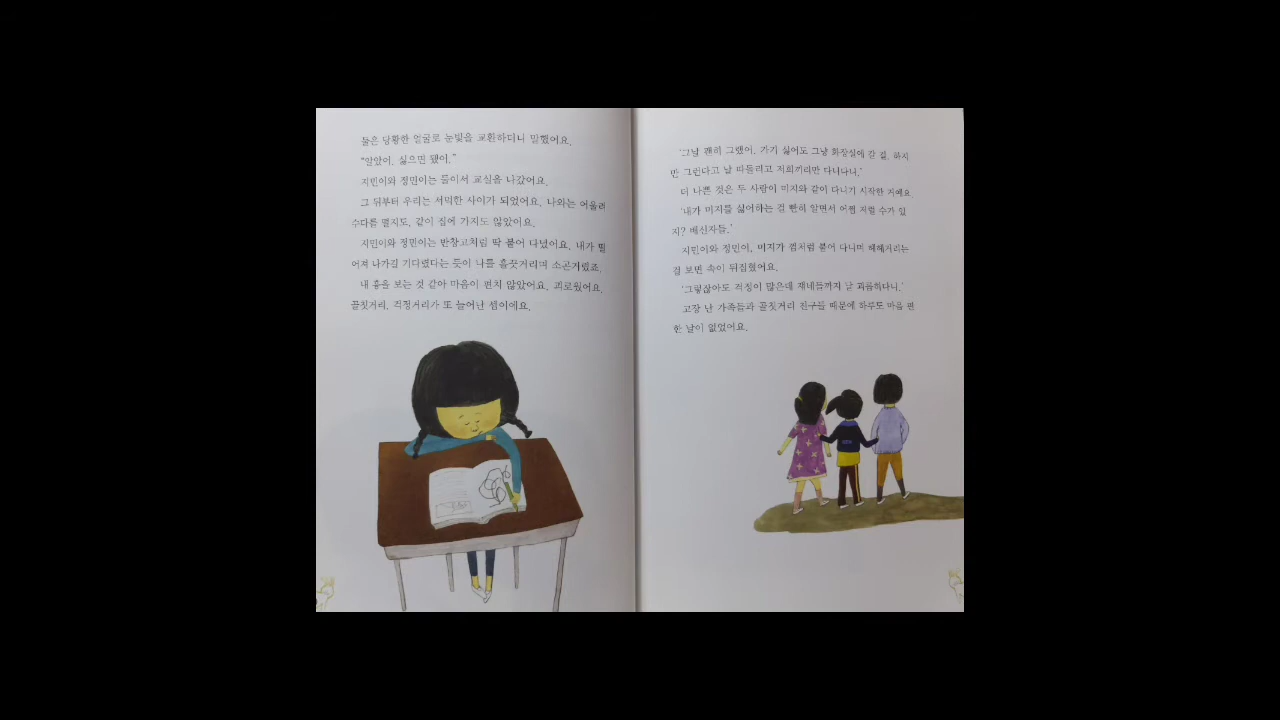 둘은 당황한 얼굴로 눈빛을 교환하더니 말했어요.
"알았어. 싫으면 됐어."
지민이와 정민이는 둘이서 교실을 나갔어요.
그 뒤부터 우리는 서먹한 사이가 되었어요. 나와는 어울려
수다를 떨지도, 같이 집에 가지도 않았어요.
지민이와 정민이는 반창고처럼 딱 붙어 다녔어요. 내가 떨
어져 나가길 기다렸다는 듯이 나를 흘끗거리며 소곤거렸죠.
내 흉을 보는 것 같아 마음이 편치 않았어요. 괴로웠어요.
골칫거리, 걱정거리가 또 늘어난 셈이에요.
'그냥 괜히 그랬어. 가기 싫어도 그냥 화장실에 갈 걸. 하지
만 그런다고 날 따돌리고 저희끼리만 다니다니.'
더 나쁜 것은 두 사람이 미지와 같이 다니기 시작한 거예요.
'내가 미지를 싫어하는 걸 뻔히 알면서 어쩜 저럴 수가 있
지? 배신자들.'
지민이와 정민이, 미지가 껌처럼 붙어 다니며 헤헤거리는
걸 보면 속이 뒤집혔어요.
'그렇잖아도 걱정이 많은데 쟤네들까지 날 괴롭히다니.'
고장 난 가족들과 골칫거리 친구들 때문에 하루도 마음 편
한 날이 없었어요.